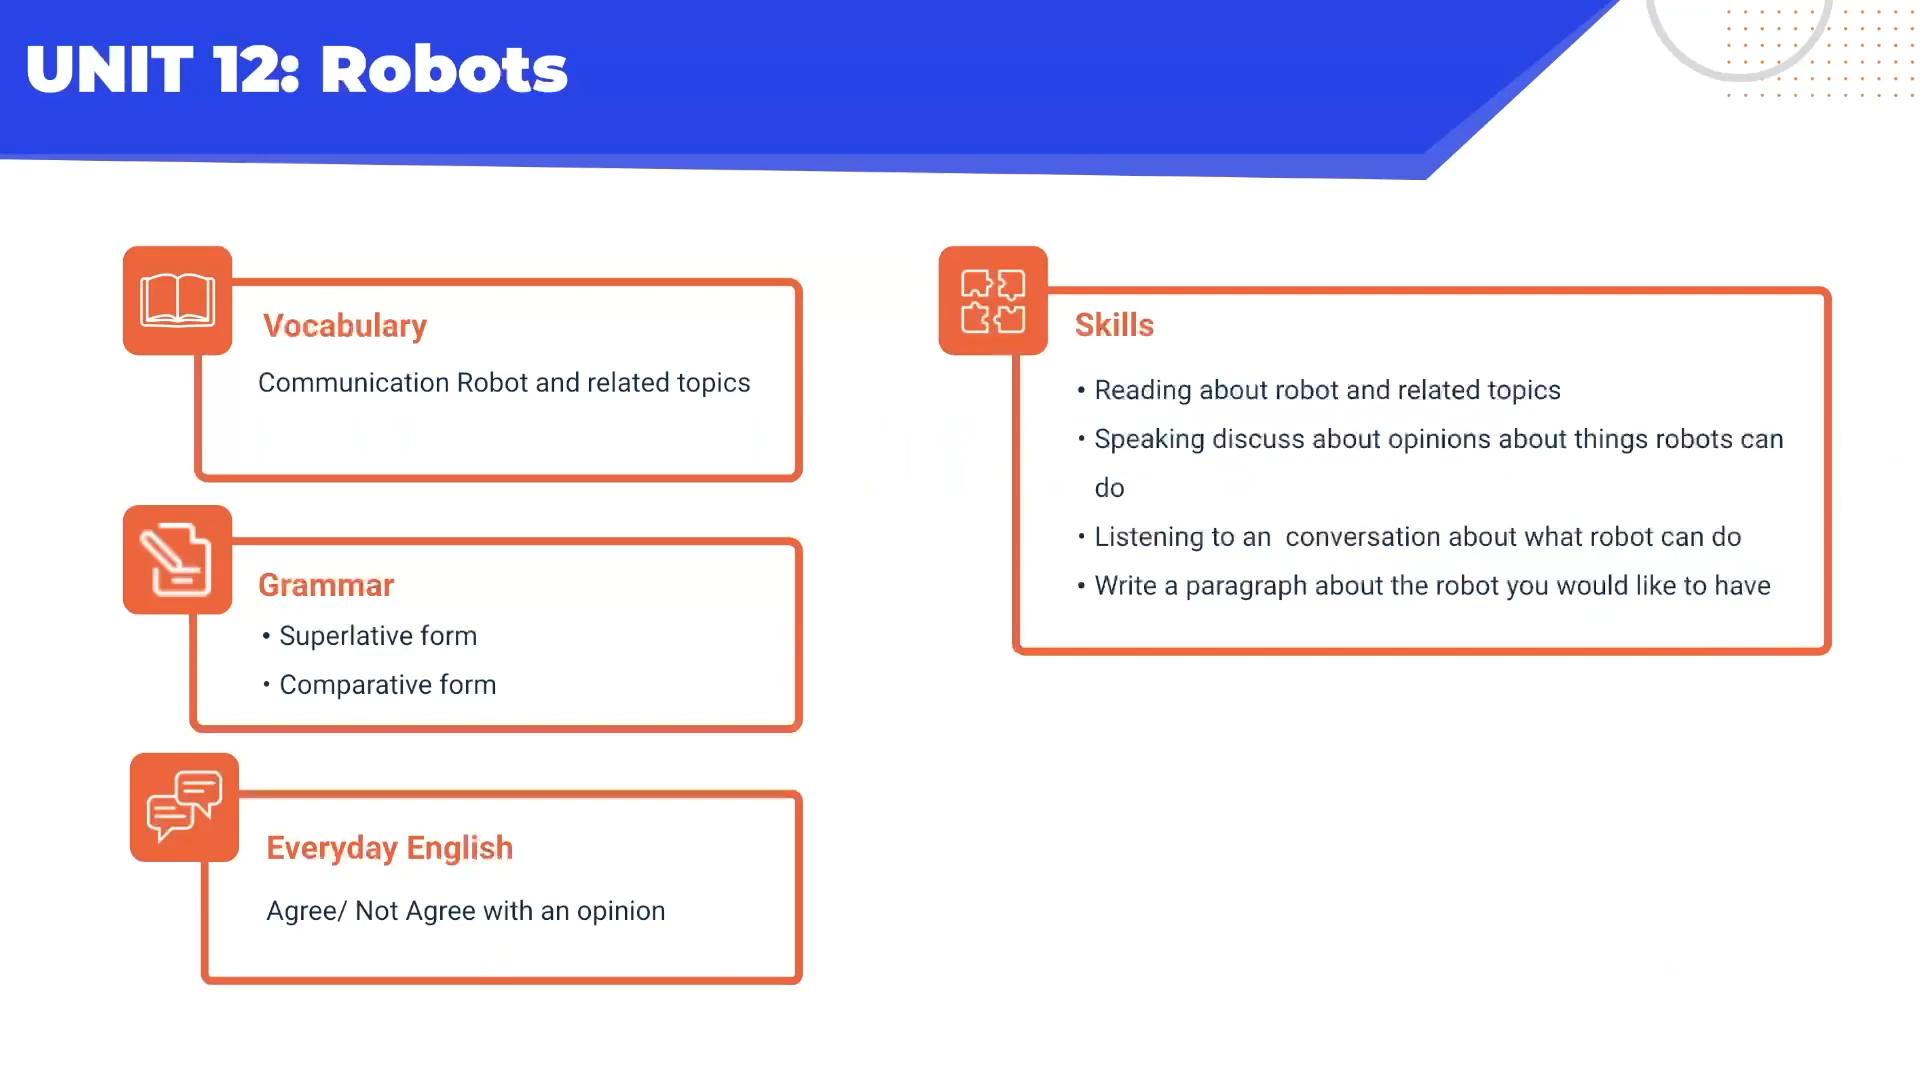 UNIT 12: Robots
Vocabulary
Communication Robot and related topics
Grammar
• Superlative form
• Comparative form
Everyday English
Agree/ Not Agree with an opinion
Skills
• Reading about robot and related topics
• Speaking discuss about opinions about things robots can
do
• Listening to an  conversation about what robot can do
• Write a paragraph about the robot you would like to have